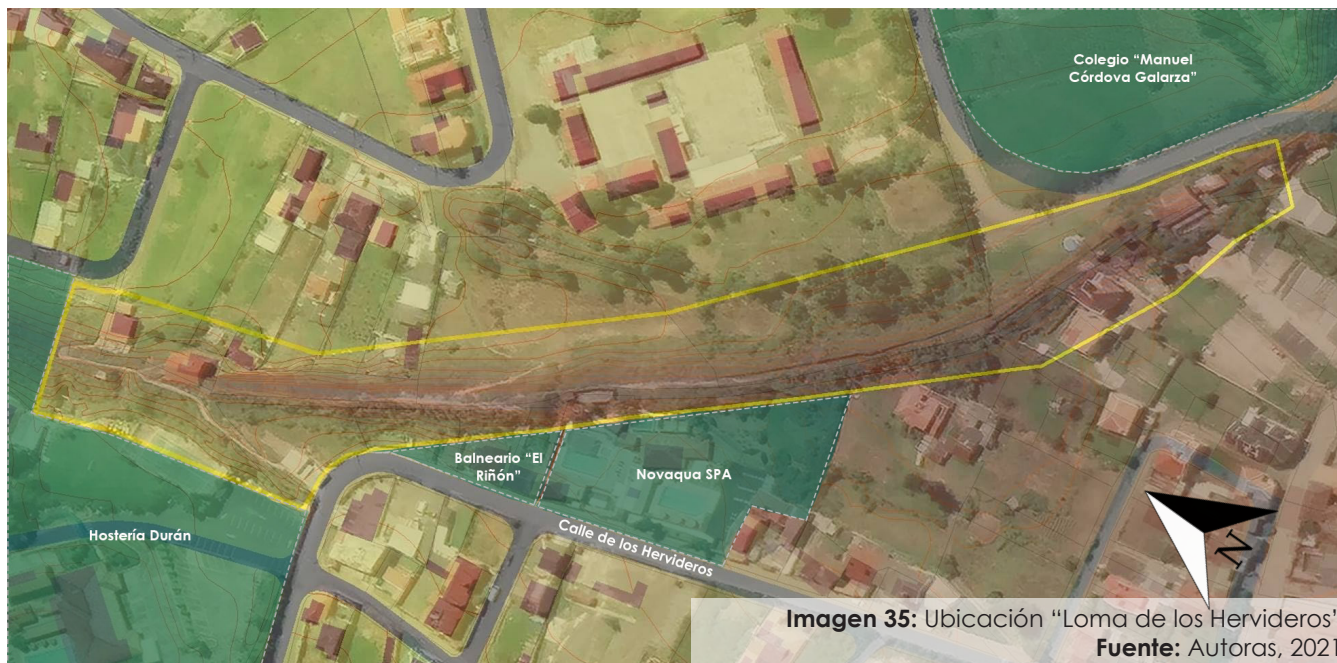 Colegio “Manuel
Córdova Galarza”
Balneario “El
Riñón”
Novaqua SPA
Hostería Durán
Calle de los Hervideros
N
Imagen 35: Ubicación “Loma de los Hervideros”
Fuente: Autoras, 2021